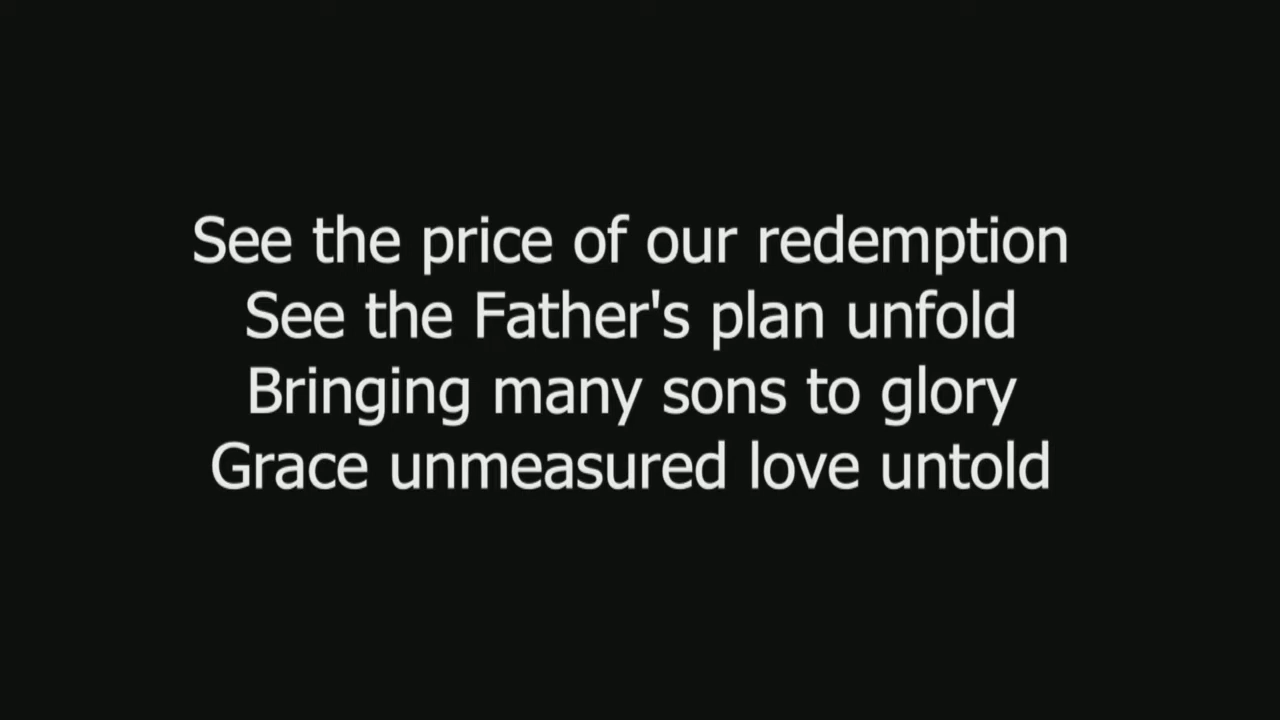 See the price of our redemption
See the Father's plan unfold
Bringing many sons to glory
Grace unmeasured love untold